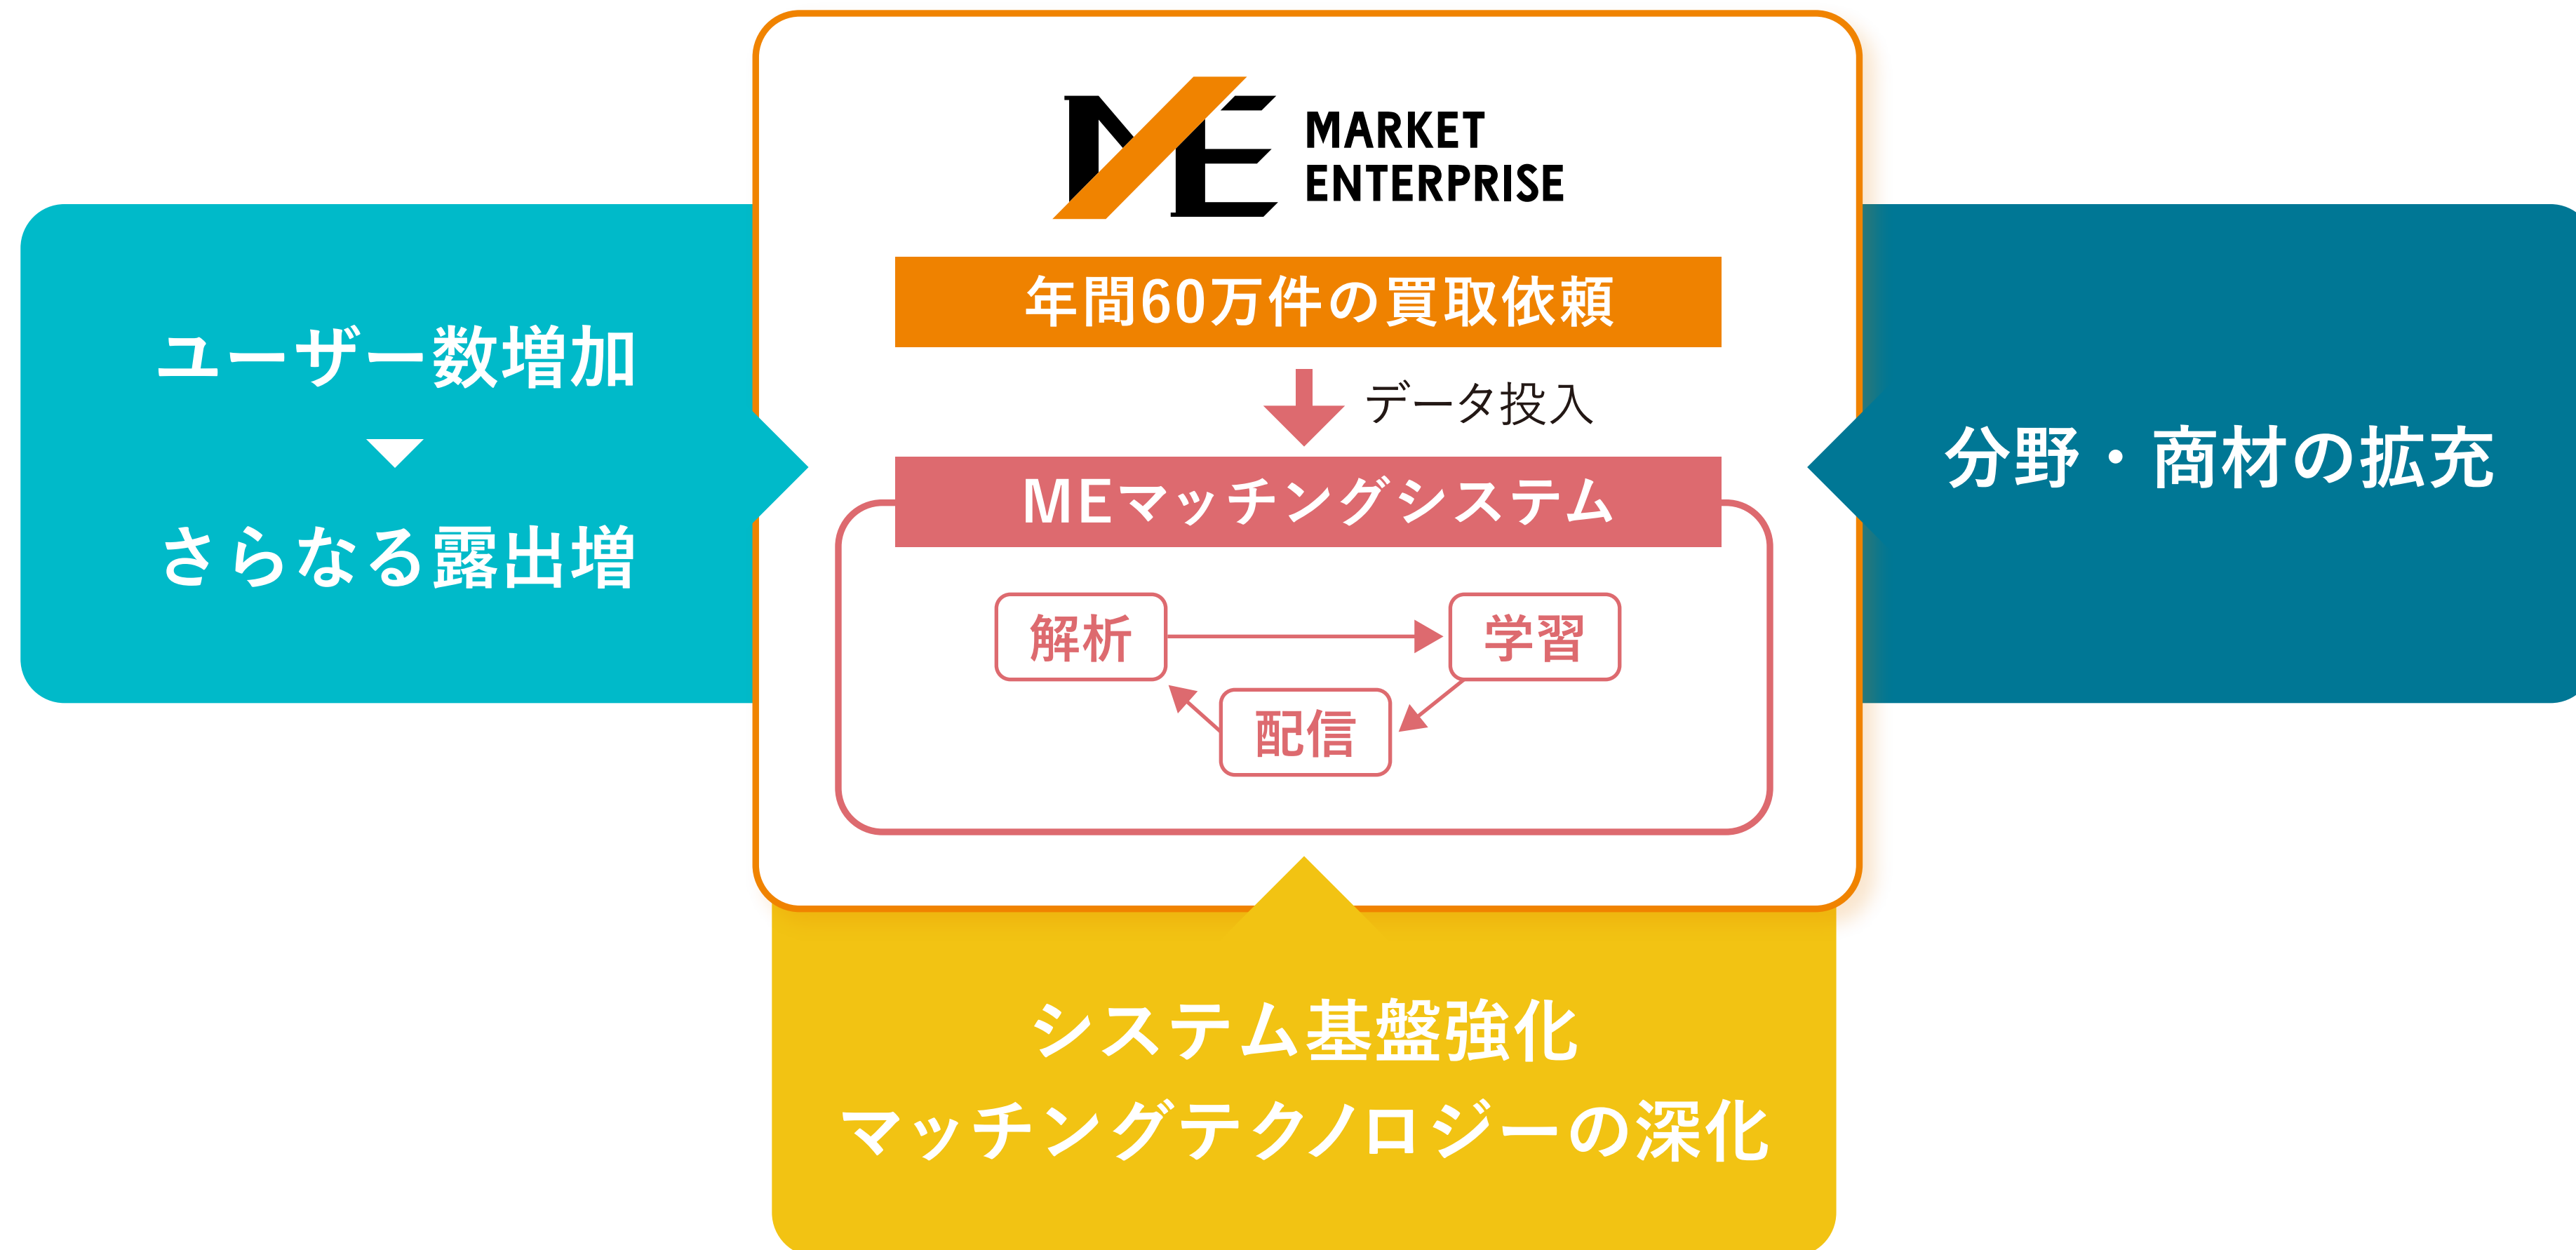 MARKET
ENTERPRISE
年間60万件の買取依頼
データ投入
MEマッチングシステム
解析
学習
配信
ユーザー数増加
さらなる露出増
分野・商材の拡充
システム基盤強化
マッチングテクノロジーの深化